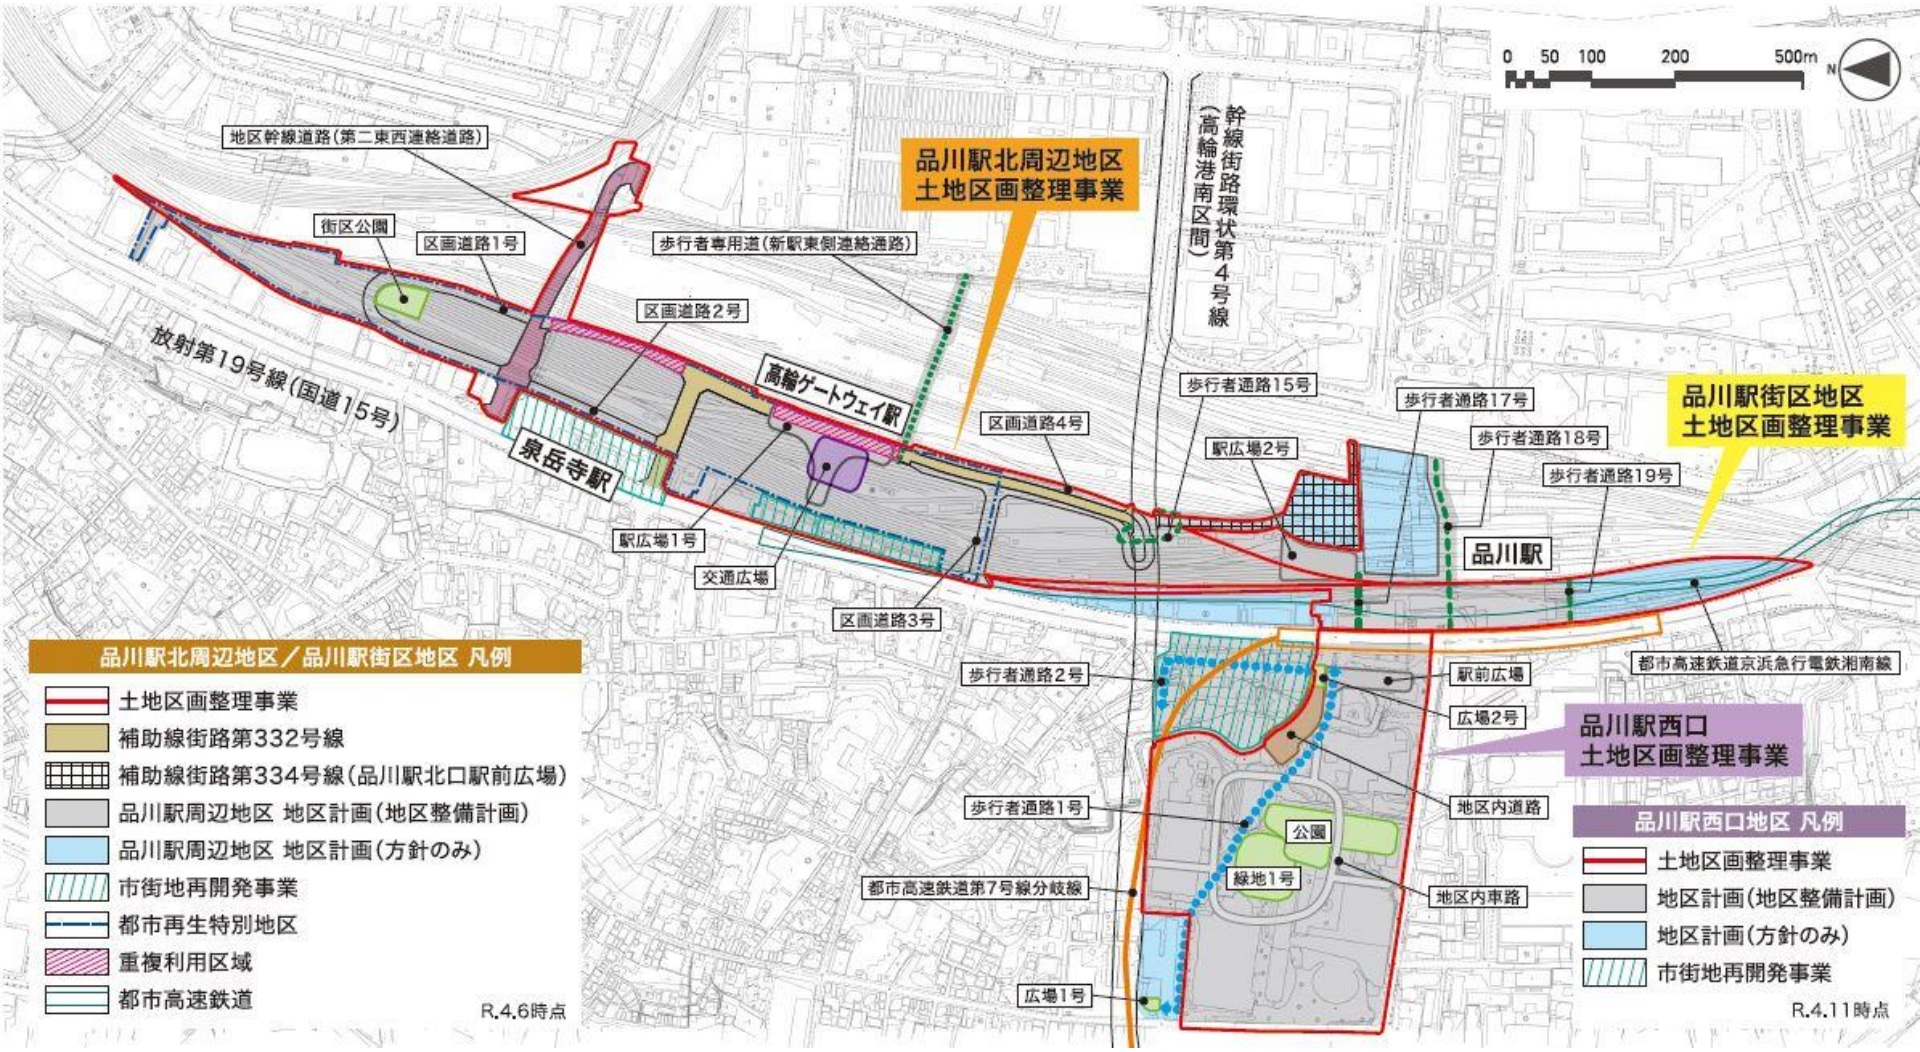 0 50 100 200 500m
N
地区幹線道路(第二東西連絡道路)
街区公園
区画道路1号
歩行者専用道(新駅東側連絡通路)
区画道路2号
品川駅北周辺地区
土地区画整理事業
幹線街路環状第4号線
(高輪港南区間)
放射第19号線(国道15号)
高輪ゲートウェイ駅
泉岳寺駅
区画道路4号
歩行者通路15号
歩行者通路17号
駅広場2号
歩行者通路18号
歩行者通路19号
品川駅街区地区
土地区画整理事業
駅広場1号
交通広場
区画道路3号
品川駅
都市高速鉄道京浜急行電鉄湘南線
歩行者通路2号
駅前広場
広場2号
品川駅西口
土地区画整理事業
歩行者通路1号
地区内道路
公園
緑地1号
都市高速鉄道第7号線分岐線
地区内車路
広場1号
品川駅北周辺地区/品川駅街区地区 凡例
土地区画整理事業
補助線街路第332号線
補助線街路第334号線(品川駅北口駅前広場)
品川駅周辺地区 地区計画(地区整備計画)
品川駅周辺地区 地区計画(方針のみ)
市街地再開発事業
都市再生特別地区
重複利用区域
都市高速鉄道
R.4.6時点
品川駅西口地区 凡例
土地区画整理事業
地区計画(地区整備計画)
地区計画(方針のみ)
市街地再開発事業
R.4.11時点